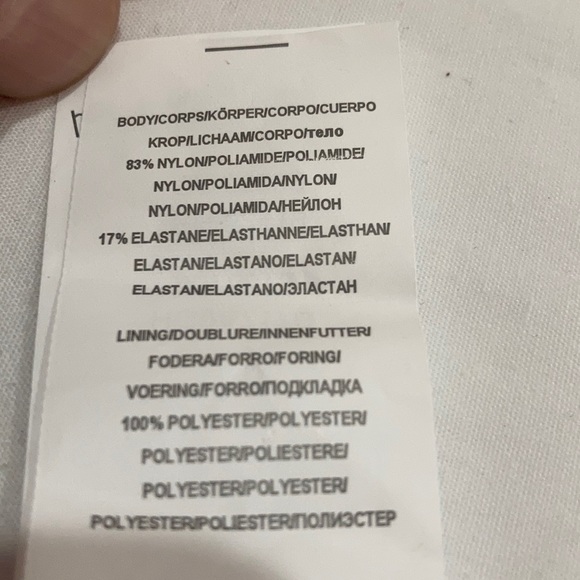 BODY/CORPS/KÖRPER/CORPO/CUERPO
KROP/LICHAAM/CORPO/тело
83% NYLON/POLIAMIDE/POLIAMIDE/
NYLON/POLIAMIDA/NYLON/
NYLON/POLIAMIDA/НЕЙЛОН
17% ELASTANE/ELASTHANNE/ELASTHAN/
ELASTAN/ELASTANO/ELASTAN/
ELASTAN/ELASTANO/ЭЛАСТАН
LINING/DOUBLURE/INNENFUTTER/
FODERA/FORRO/FORING/
VOERING/FORRO/ПОДКЛАДКА
100% POLYESTER/POLYESTER/
POLYESTER/POLIESTERE/
POLYESTER/POLYESTER/
POLYESTER/POLIESTER/ПОЛИЭСТЕР